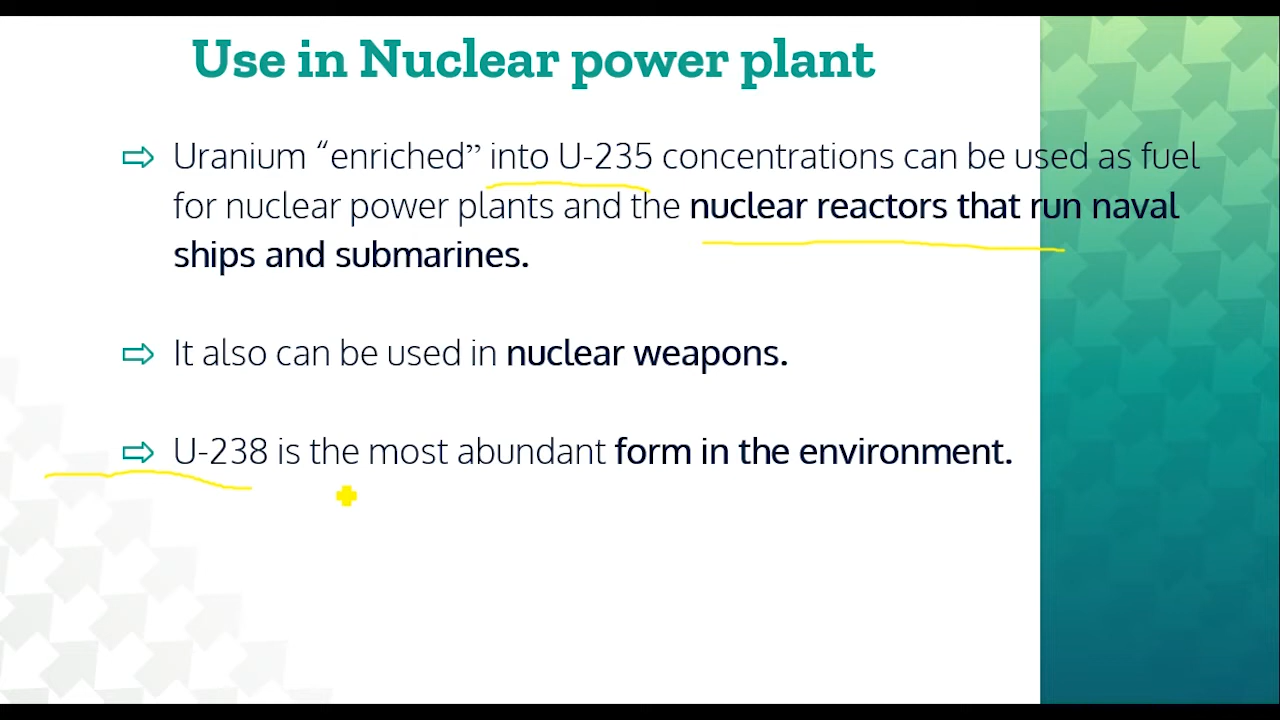 Use in Nuclear power plant
⇨ Uranium “enriched” into U-235 concentrations can be used as fuel
for nuclear power plants and the nuclear reactors that run naval
ships and submarines.
⇨ It also can be used in nuclear weapons.
⇨ U-238 is the most abundant form in the environment.